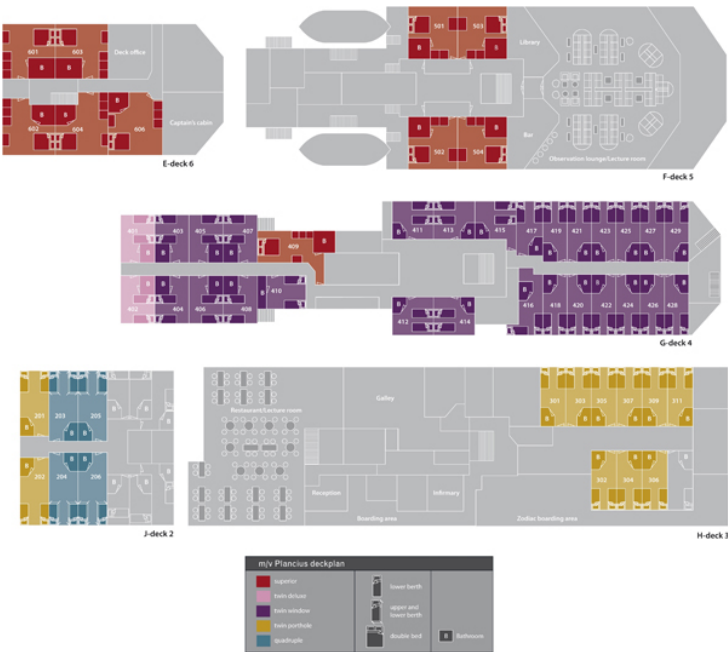 601 603
Deck office
B B
B B B
602 604 606
Captain's cabin
E-deck 6
501 503
B B
Library
B B
502 504
Bar
Observation lounge/Lecture room
F-deck 5
401 403 405 407
B B B B
409
B
411 413 415
B B B
417 419 421 423 425 427 429
B B B B B B B
B B B B
402 404 406 408
B 410
B B
412 414
B B B B B B B
416 418 420 422 424 426 428
G-deck 4
201 203 205
B B B
B B B
202 204 206
J-deck 2
Restaurant/Lecture room
Galley
Reception
Infirmary
Boarding area
Zodiac boarding area
301 303 305 307 309 311
B B B B B B
B B B B
302 304 306
H-deck 3
m/v Plancius deckplan
superior
twin deluxe
twin window
twin porthole
quadruple
lower berth
upper and
lower berth
double bed
B Bathroom